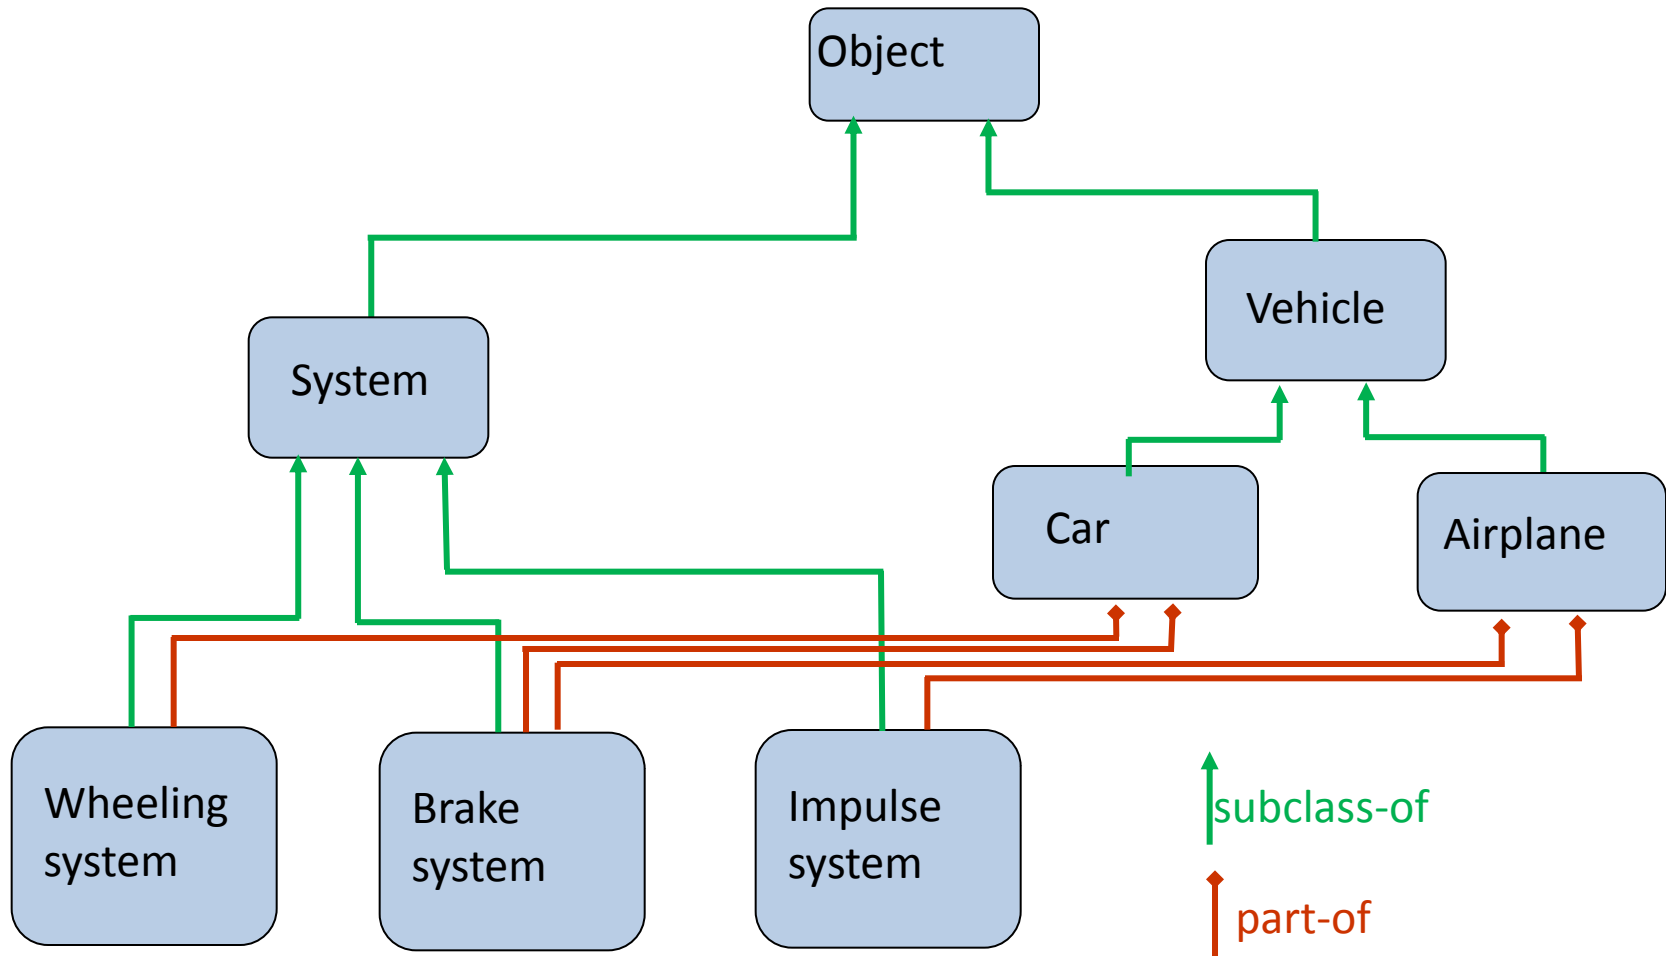 Object
Vehicle
System
Car
Airplane
Wheeling
system
Brake
system
Impulse
system
subclass-of
part-of